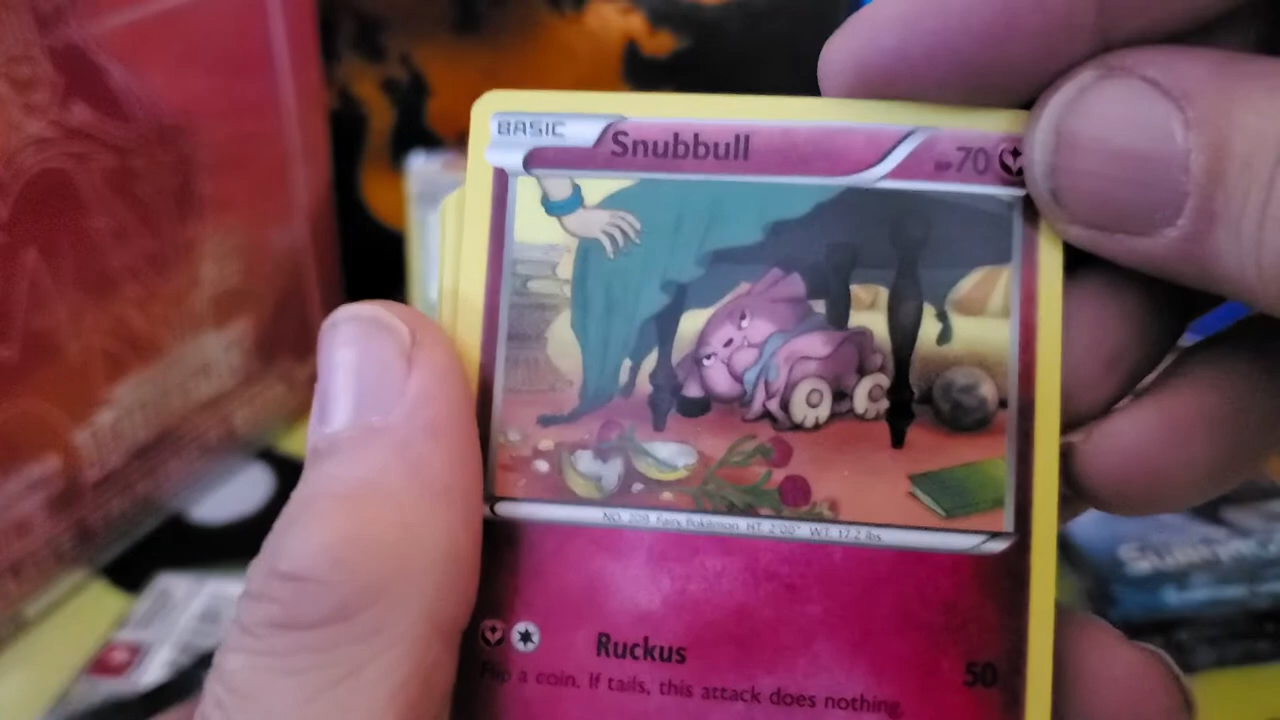 BASIC
Snubbull
HP 70
NO. 209 Fairy Pokémon HT: 2'00" WT: 17.2 lbs.
Ruckus
50
Flip a coin. If tails, this attack does nothing.